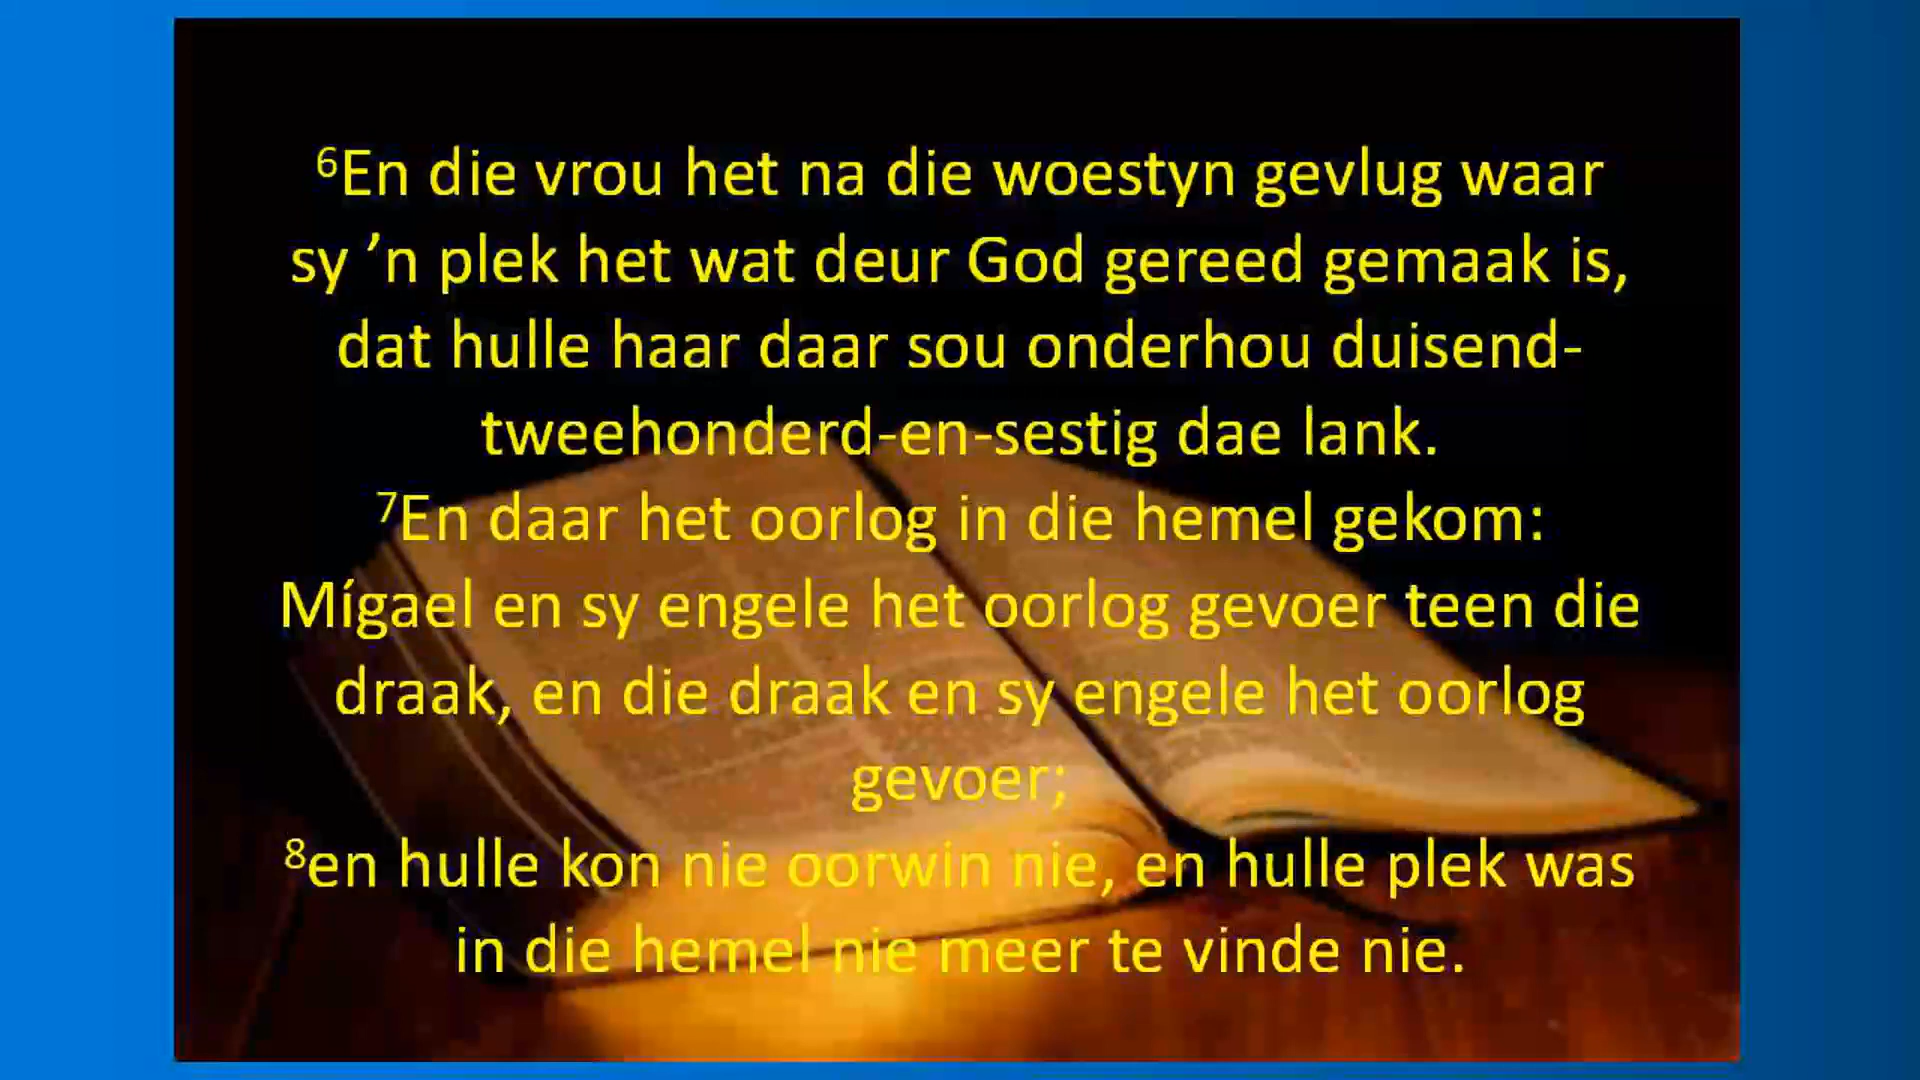 ⁶En die vrou het na die woestyn gevlug waar
sy ’n plek het wat deur God gereed gemaak is,
dat hulle haar daar sou onderhou duisend-
tweehonderd-en-sestig dae lank.
⁷En daar het oorlog in die hemel gekom:
Mígael en sy engele het oorlog gevoer teen die
draak, en die draak en sy engele het oorlog
gevoer;
⁸en hulle kon nie oorwin nie, en hulle plek was
in die hemel nie meer te vinde nie.